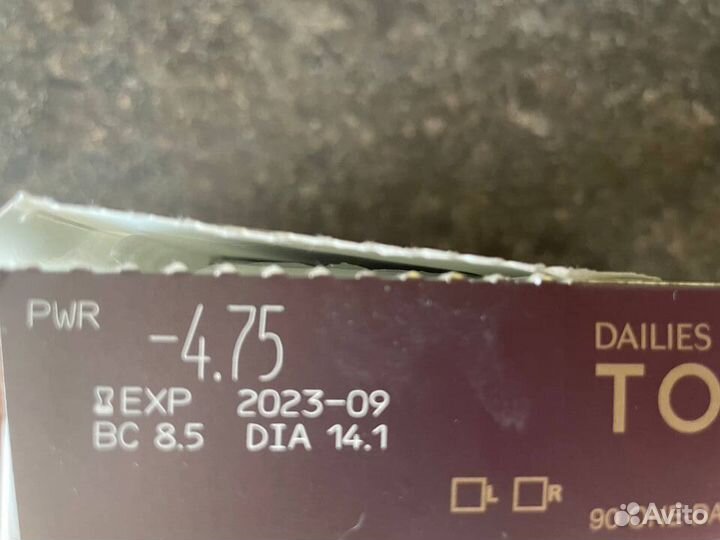 PWR -4.75
EXP 2023-09
BC 8.5 DIA 14.1
DAILIES
TO
L R
90
Avito